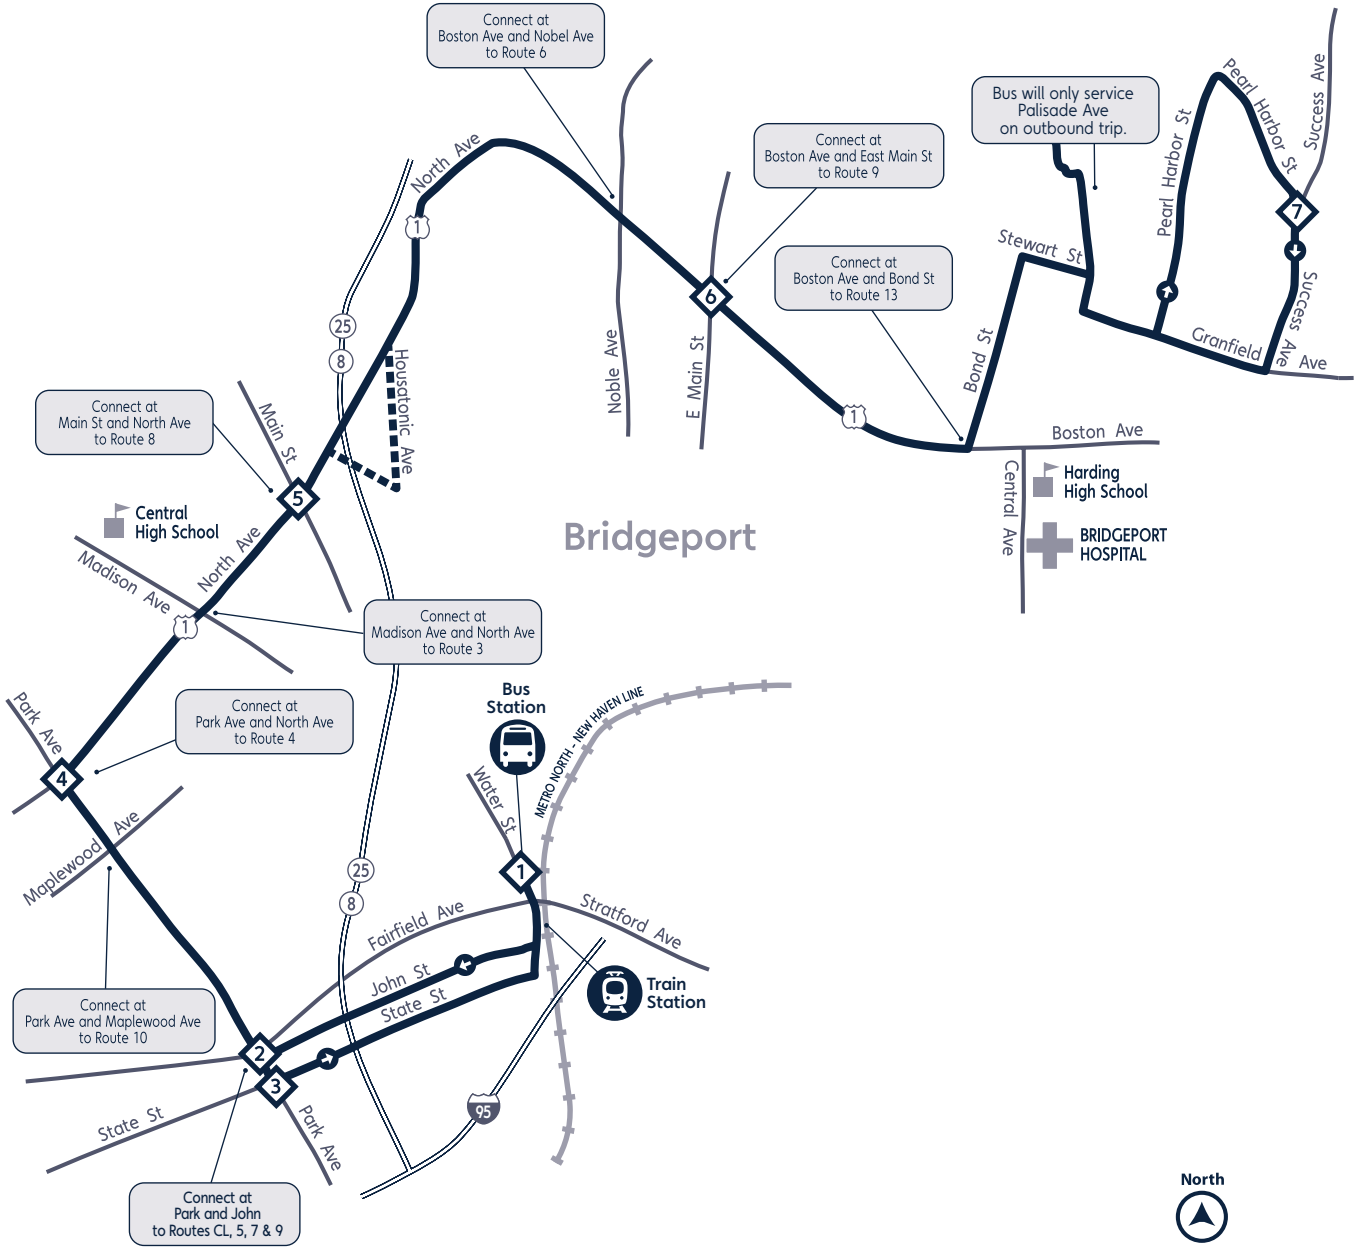 Connect at
Boston Ave and Nobel Ave
to Route 6
Connect at
Boston Ave and East Main St
to Route 9
Bus will only service
Palisade Ave
on outbound trip.
Pearl Harbor St
Success Ave
Pearl Harbor St
North Ave
1
7
Stewart St
Connect at
Boston Ave and Bond St
to Route 13
6
25
8
Housatonic Ave
Noble Ave
E Main St
Bond St
Granfield Ave
Success Ave
1
Connect at
Main St and North Ave
to Route 8
Main St
Boston Ave
Central Ave
Harding
High School
5
Central
High School
Bridgeport
BRIDGEPORT
HOSPITAL
North Ave
Madison Ave
1
Connect at
Madison Ave and North Ave
to Route 3
Park Ave
Connect at
Park Ave and North Ave
to Route 4
4
Bus
Station
METRO NORTH - NEW HAVEN LINE
Water St
Maplewood Ave
1
25
8
Fairfield Ave
Stratford Ave
John St
State St
Train
Station
Connect at
Park Ave and Maplewood Ave
to Route 10
2
3
State St
Park Ave
95
Connect at
Park and John
to Routes CL, 5, 7 & 9
North